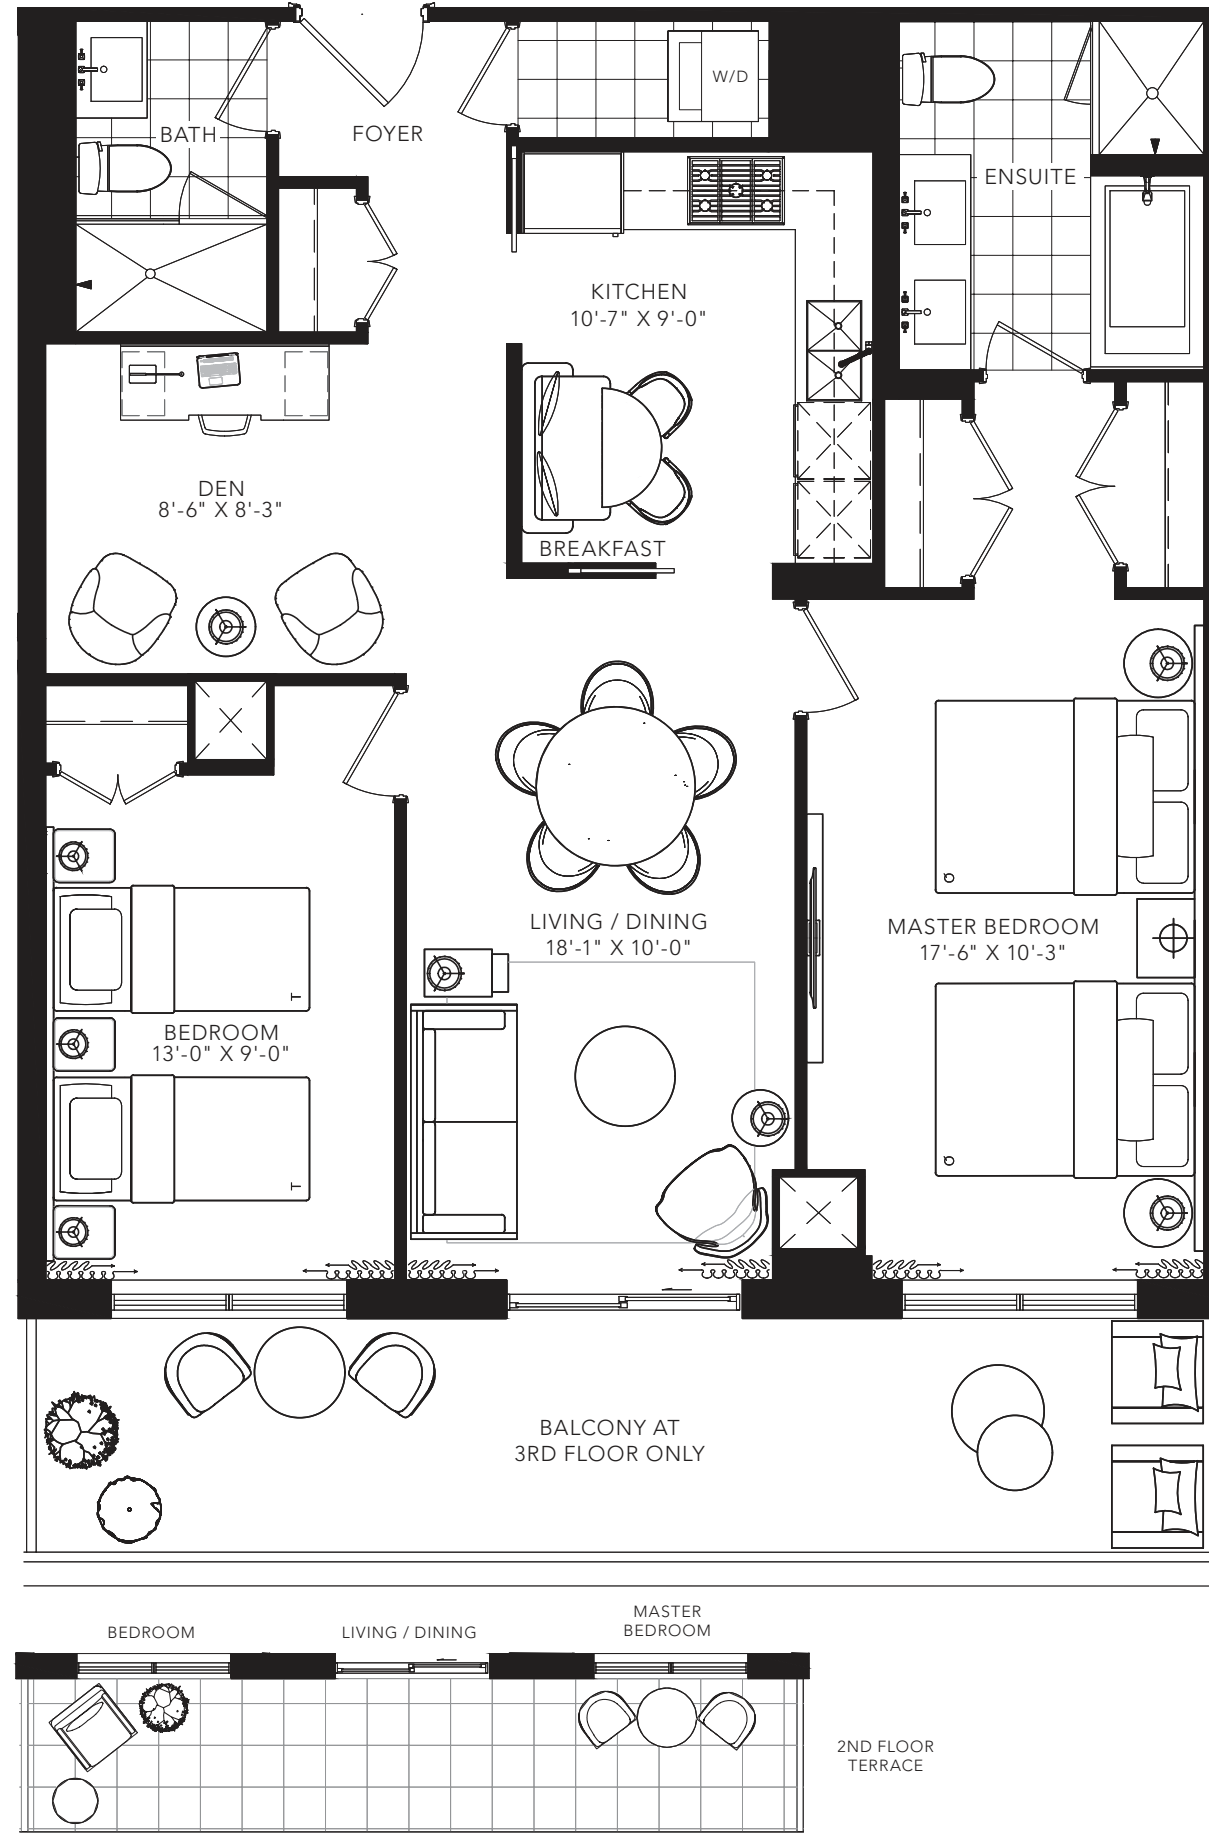 W/D
BATH
FOYER
ENSUITE
KITCHEN
10'-7" X 9'-0"
DEN
8'-6" X 8'-3"
BREAKFAST
LIVING / DINING
18'-1" X 10'-0"
MASTER BEDROOM
17'-6" X 10'-3"
BEDROOM
13'-0" X 9'-0"
BALCONY AT
3RD FLOOR ONLY
BEDROOM
LIVING / DINING
MASTER
BEDROOM
2ND FLOOR
TERRACE